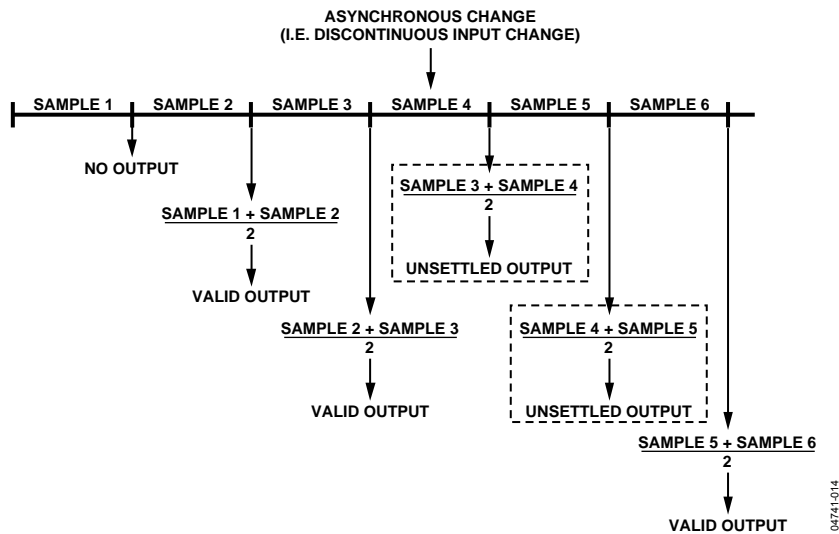 ASYNCHRONOUS CHANGE
(I.E. DISCONTINUOUS INPUT CHANGE)
SAMPLE 1 SAMPLE 2 SAMPLE 3 SAMPLE 4 SAMPLE 5 SAMPLE 6
NO OUTPUT
SAMPLE 1 + SAMPLE 2
2
VALID OUTPUT
SAMPLE 2 + SAMPLE 3
2
VALID OUTPUT
SAMPLE 3 + SAMPLE 4
2
UNSETTLED OUTPUT
SAMPLE 4 + SAMPLE 5
2
UNSETTLED OUTPUT
SAMPLE 5 + SAMPLE 6
2
VALID OUTPUT
04741-014